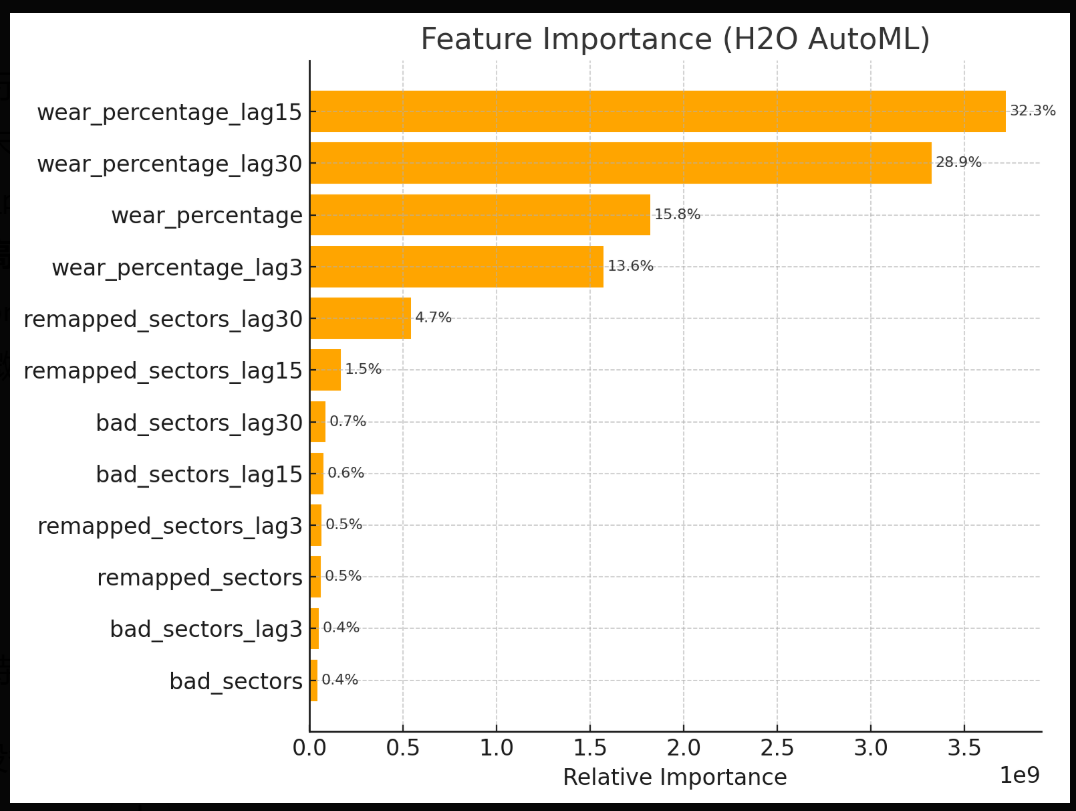 Feature Importance (H2O AutoML)
wear_percentage_lag15 32.3%
wear_percentage_lag30 28.9%
wear_percentage 15.8%
wear_percentage_lag3 13.6%
remapped_sectors_lag30 4.7%
remapped_sectors_lag15 1.5%
bad_sectors_lag30 0.7%
bad_sectors_lag15 0.6%
remapped_sectors_lag3 0.5%
remapped_sectors 0.5%
bad_sectors_lag3 0.4%
bad_sectors 0.4%
0.0 0.5 1.0 1.5 2.0 2.5 3.0 3.5
Relative Importance 1e9